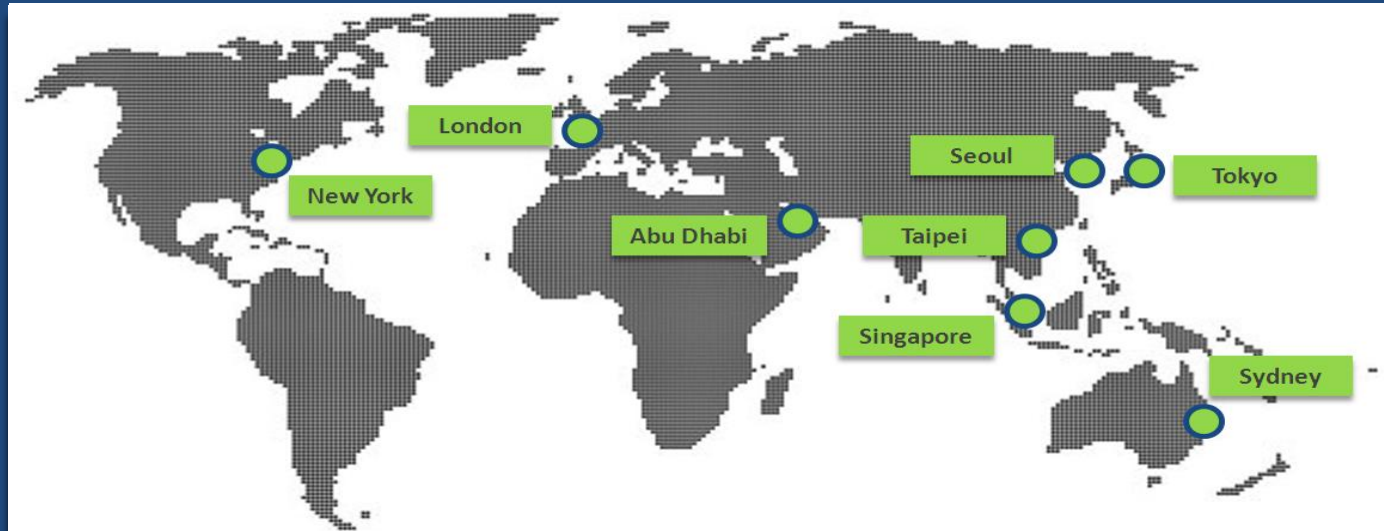 London
Seoul
Tokyo
New York
Abu Dhabi
Taipei
Singapore
Sydney